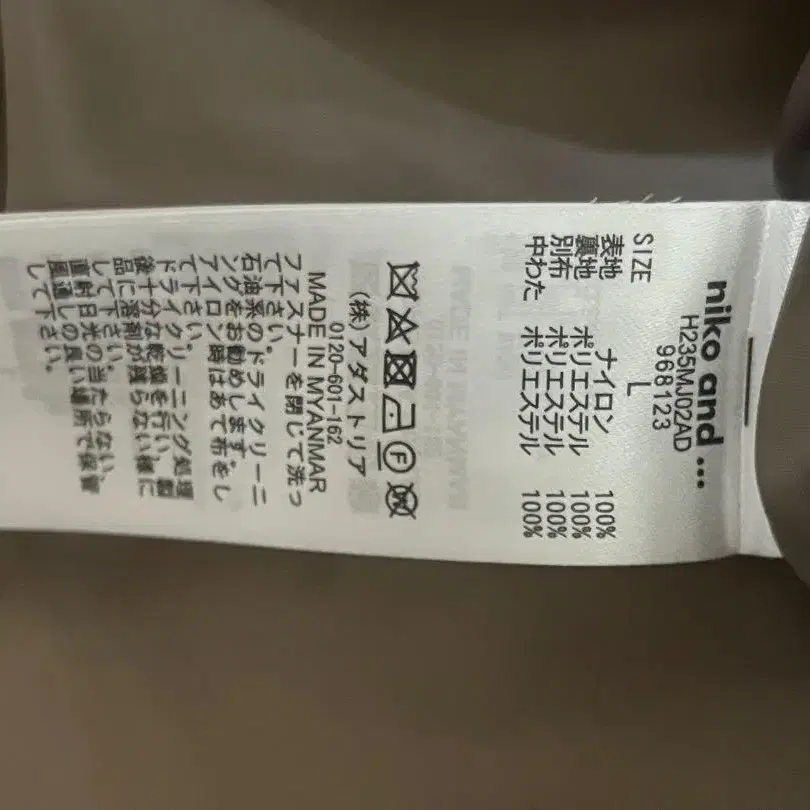 niko and ...
H235MJ02AD
968123
SIZE L
表地 ナイロン 100%
裏地 ポリエステル 100%
別布 ポリエステル 100%
中わた ポリエステル 100%
(株)アダストリア
0120-601-162
MADE IN MYANMAR
ファスナーを閉じて洗っ
て下さい。
石油系のドライクリーニ
ングをお勧めします。
アイロン時はあて布をし
て下さい。
ドライクリーニング処理
後十分な乾燥を行い、製
品に溶剤が残らない様に
して下さい。
直射日光の当たらない、
風通しの良い場所で保管
して下さい。